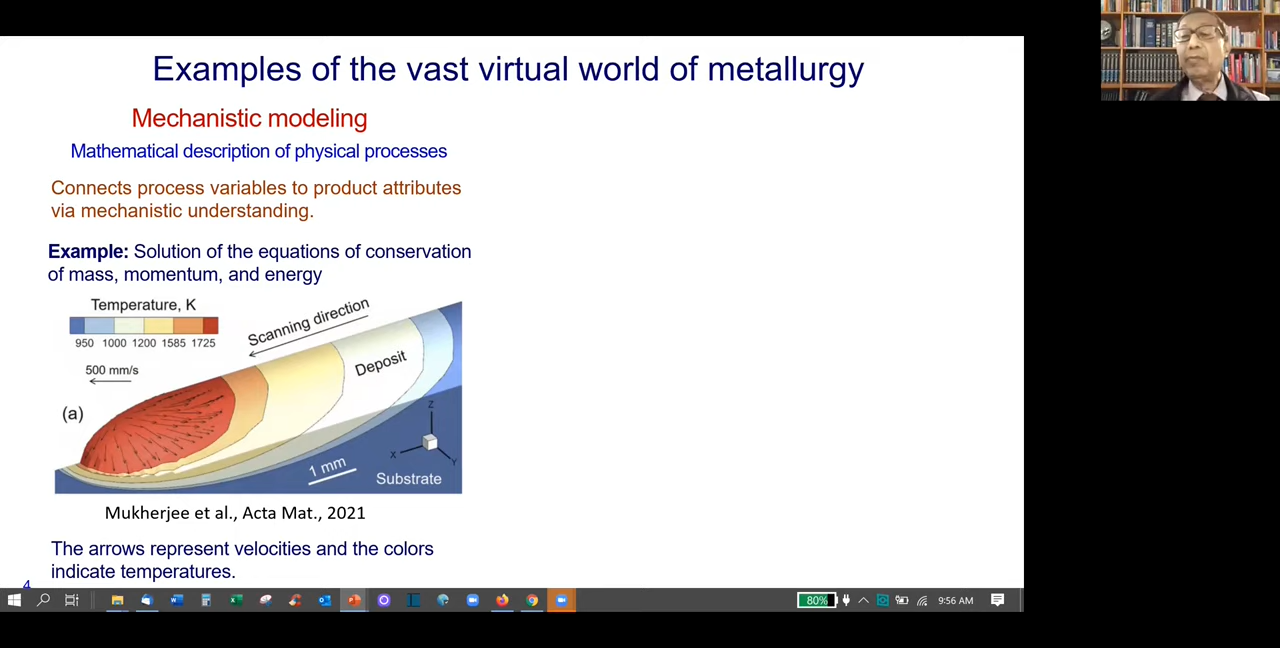 Examples of the vast virtual world of metallurgy
Mechanistic modeling
Mathematical description of physical processes
Connects process variables to product attributes
via mechanistic understanding.
Example: Solution of the equations of conservation
of mass, momentum, and energy
Temperature, K
950 1000 1200 1585 1725
500 mm/s
Scanning direction
Deposit
(a)
Z
X
Y
1 mm
Substrate
Mukherjee et al., Acta Mat., 2021
The arrows represent velocities and the colors
indicate temperatures.
4
80%
9:56 AM